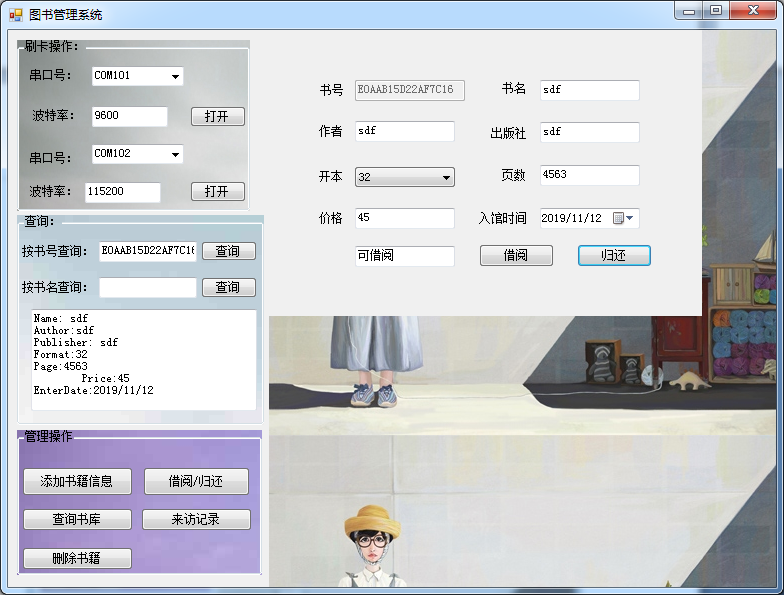 图书管理系统
刷卡操作:
串口号: COM101
波特率: 9600 打开
串口号: COM102
波特率: 115200 打开
查询:
按书号查询: EOAAB15D22AF7C16 查询
按书名查询: 查询
Name: sdf
Author:sdf
Publisher: sdf
Format:32
Page:4563
Price:45
EnterDate:2019/11/12
管理操作
添加书籍信息 借阅/归还
查询书库 来访记录
删除书籍
书号 EOAAB15D22AF7C16 书名 sdf
作者 sdf 出版社 sdf
开本 32 页数 4563
价格 45 入馆时间 2019/11/12
可借阅 借阅 归还